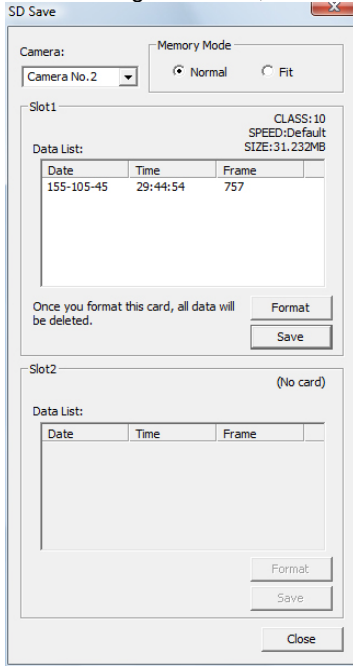 SD Save
Camera:
Camera No.2
Memory Mode
Normal
Fit
Slot1
CLASS:10
SPEED:Default
SIZE:31.232MB
Data List:
Date Time Frame
155-105-45 29:44:54 757
Once you format this card, all data will
be deleted.
Format
Save
Slot2
(No card)
Data List:
Date Time Frame
Format
Save
Close